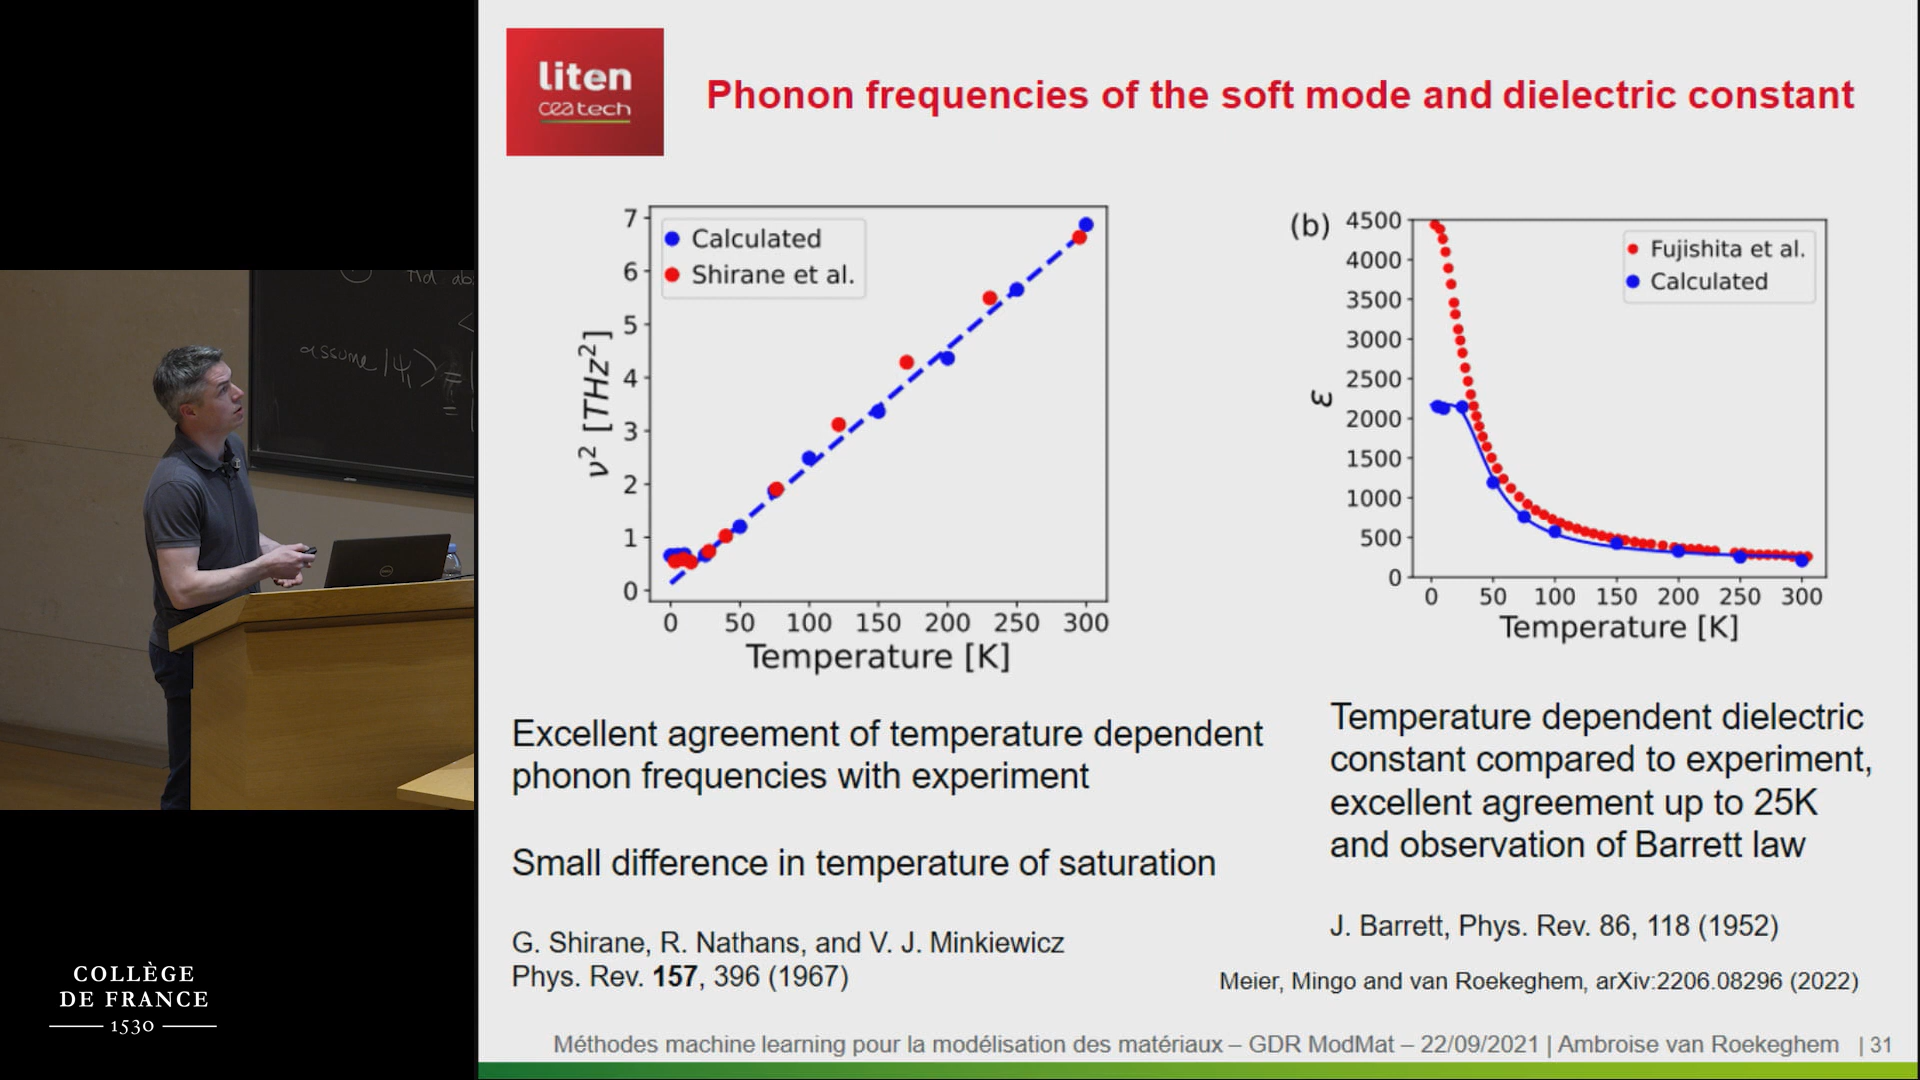 liten
ceatech
Phonon frequencies of the soft mode and dielectric constant
7
6
5
4
3
2
1
0
ν² [THz²]
Calculated
Shirane et al.
0 50 100 150 200 250 300
Temperature [K]
(b)
4500
4000
3500
3000
2500
2000
1500
1000
500
0
ε
Fujishita et al.
Calculated
0 50 100 150 200 250 300
Temperature [K]
Excellent agreement of temperature dependent
phonon frequencies with experiment
Small difference in temperature of saturation
G. Shirane, R. Nathans, and V. J. Minkiewicz
Phys. Rev. 157, 396 (1967)
Temperature dependent dielectric
constant compared to experiment,
excellent agreement up to 25K
and observation of Barrett law
J. Barrett, Phys. Rev. 86, 118 (1952)
Meier, Mingo and van Roekeghem, arXiv:2206.08296 (2022)
Méthodes machine learning pour la modélisation des matériaux – GDR ModMat – 22/09/2021 | Ambroise van Roekeghem | 31
assume |Ψ₁⟩ =
COLLÈGE
DE FRANCE
1530